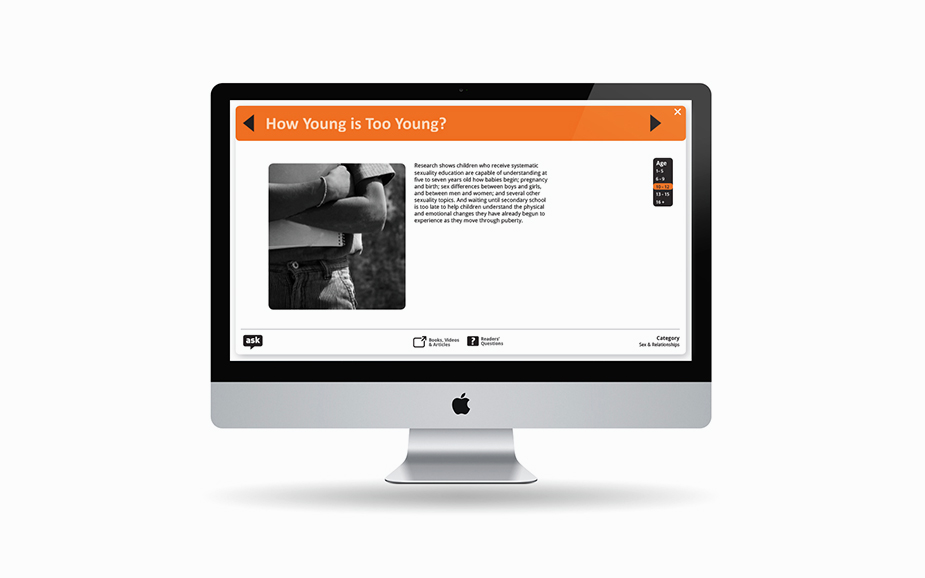 How Young is Too Young?
Research shows children who receive systematic
sexuality education are capable of understanding at
five to seven years old how babies begin; pregnancy
and birth; sex differences between boys and girls,
and between men and women; and several other
sexuality topics. And waiting until secondary school
is too late to help children understand the physical
and emotional changes they have already begun to
experience as they move through puberty.
Age
1- 5
6 - 9
10 - 12
13 - 15
16 +
ask
Books, Videos
& Articles
?
Readers'
Questions
Category
Sex & Relationships